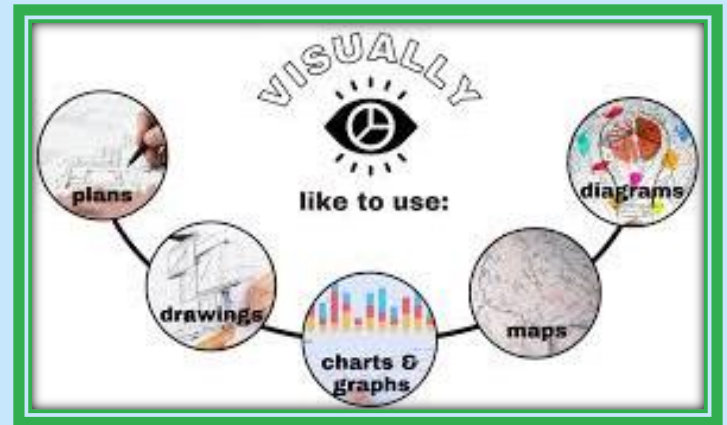 VISUALLY
like to use:
plans
drawings
charts &
graphs
maps
diagrams